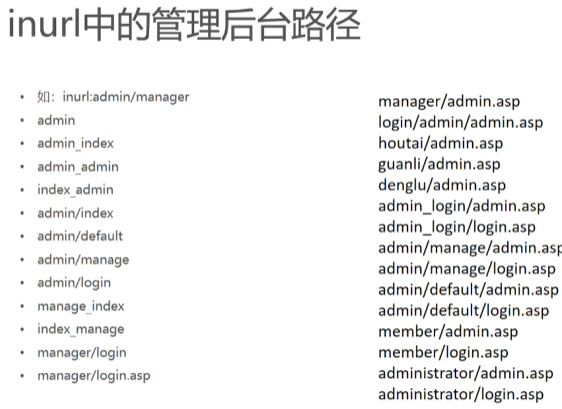 inurl中的管理后台路径
• 如：inurl:admin/manager
• admin
• admin_index
• admin_admin
• index_admin
• admin/index
• admin/default
• admin/manage
• admin/login
• manage_index
• index_manage
• manager/login
• manager/login.asp
manager/admin.asp
login/admin/admin.asp
houtai/admin.asp
guanli/admin.asp
denglu/admin.asp
admin_login/admin.asp
admin_login/login.asp
admin/manage/admin.asp
admin/manage/login.asp
admin/default/admin.asp
admin/default/login.asp
member/admin.asp
member/login.asp
administrator/admin.asp
administrator/login.asp